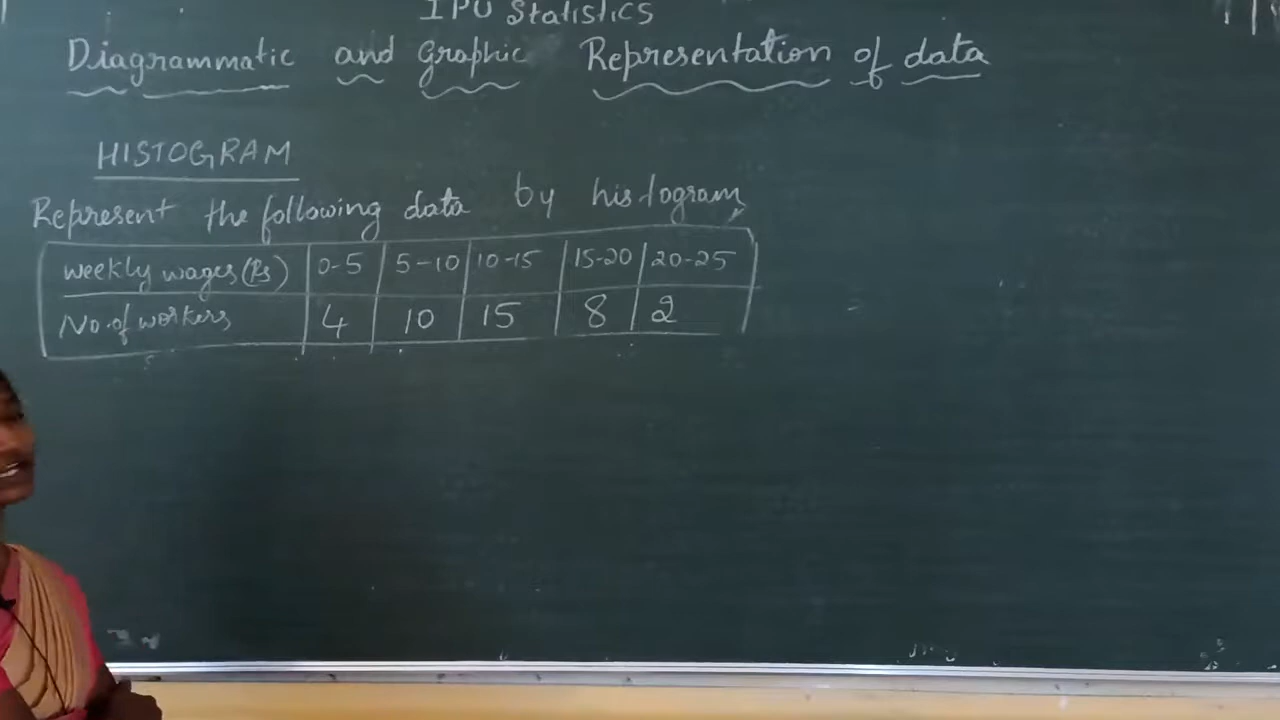 IPU Statistics
Diagrammatic and Graphic Representation of data
HISTOGRAM
Represent the following data by histogram
weekly wages (Rs) 0-5 5-10 10-15 15-20 20-25
No. of workers 4 10 15 8 2